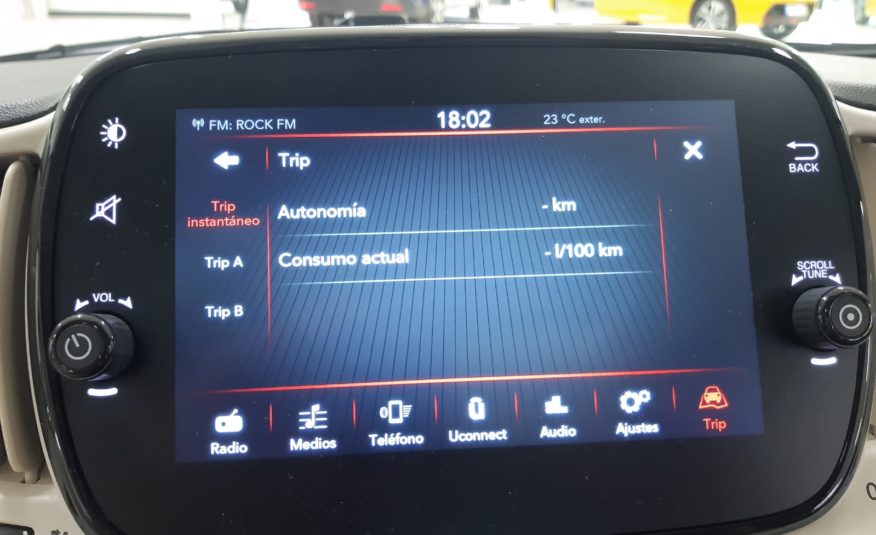 FM: ROCK FM
18:02
23 °C exter.
Trip
BACK
Trip
instantáneo
Autonomía
- km
Trip A
Consumo actual
- l/100 km
Trip B
VOL
SCROLL
TUNE
Radio
Medios
Teléfono
Uconnect
Audio
Ajustes
Trip